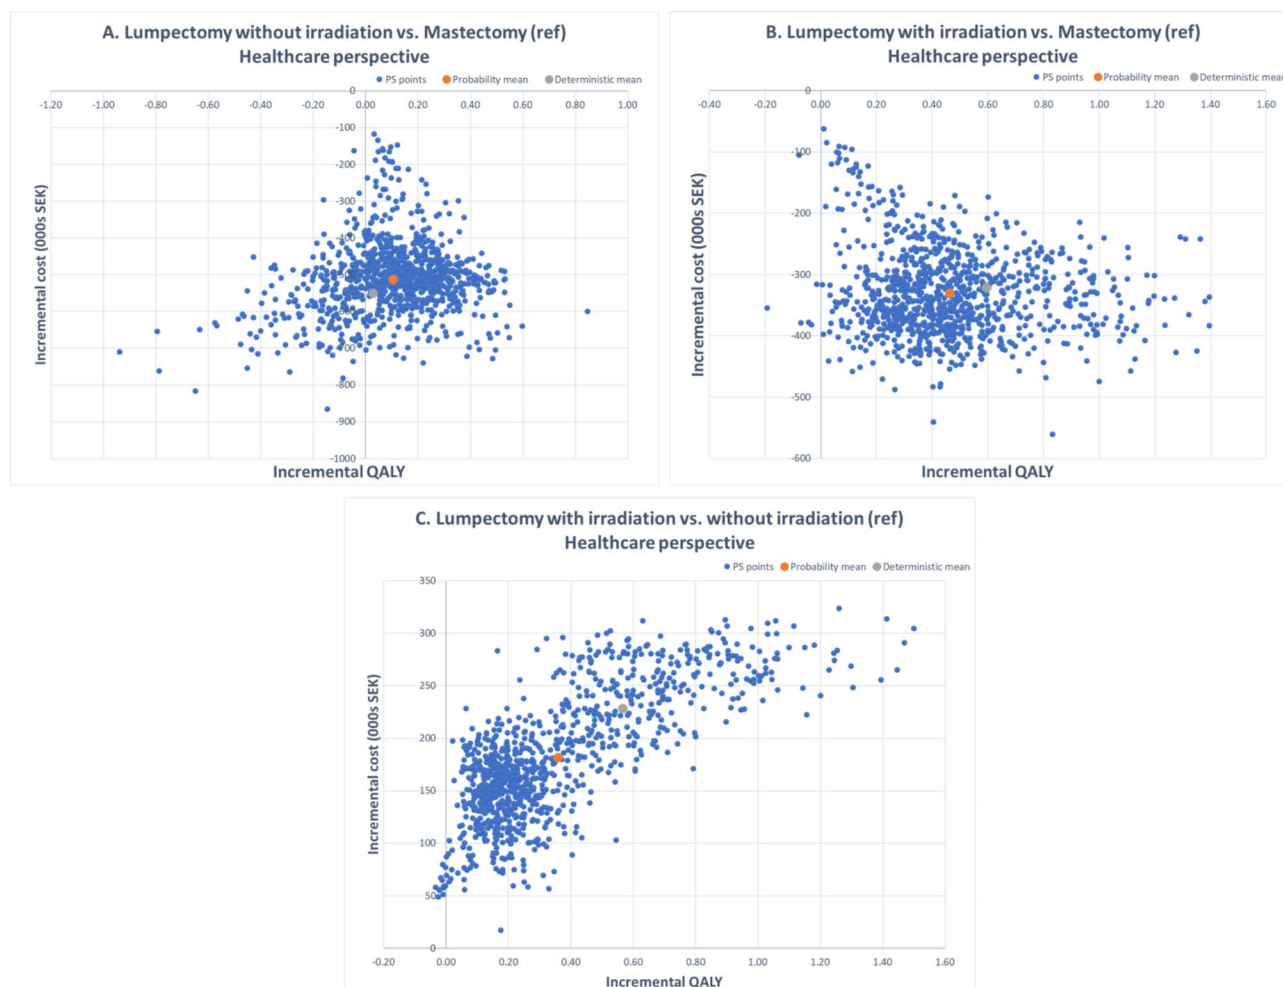 A. Lumpectomy without irradiation vs. Mastectomy (ref)
Healthcare perspective
PS points Probability mean Deterministic mean
-1.20 -1.00 -0.80 -0.60 -0.40 -0.20 0.00 0.20 0.40 0.60 0.80 1.00
0
-100
-200
-300
-400
-500
-600
-700
-800
-900
-1000
Incremental cost (000s SEK)
Incremental QALY
B. Lumpectomy with irradiation vs. Mastectomy (ref)
Healthcare perspective
PS points Probability mean Deterministic mean
-0.40 -0.20 0.00 0.20 0.40 0.60 0.80 1.00 1.20 1.40 1.60
0
-100
-200
-300
-400
-500
-600
Incremental cost (000s SEK)
Incremental QALY
C. Lumpectomy with irradiation vs. without irradiation (ref)
Healthcare perspective
PS points Probability mean Deterministic mean
350
300
250
200
150
100
50
0
-0.20 0.00 0.20 0.40 0.60 0.80 1.00 1.20 1.40 1.60
Incremental cost (000s SEK)
Incremental QALY